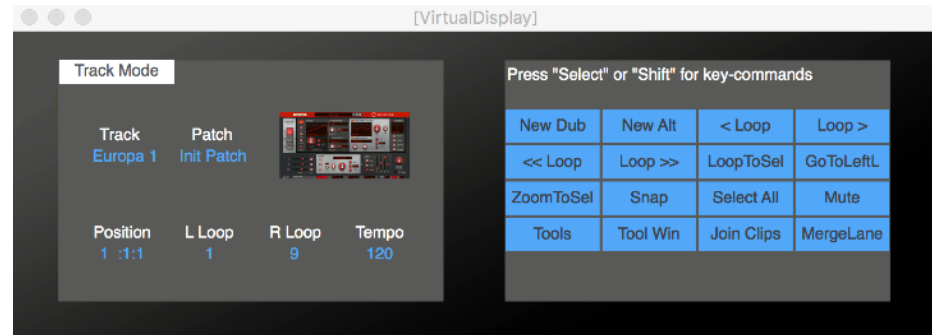 [VirtualDisplay]
Track Mode
Track Patch
Europa 1 Init Patch
Position L Loop R Loop Tempo
1 :1:1 1 9 120
Press "Select" or "Shift" for key-commands
New Dub New Alt < Loop Loop >
<< Loop Loop >> LoopToSel GoToLeftL
ZoomToSel Snap Select All Mute
Tools Tool Win Join Clips MergeLane